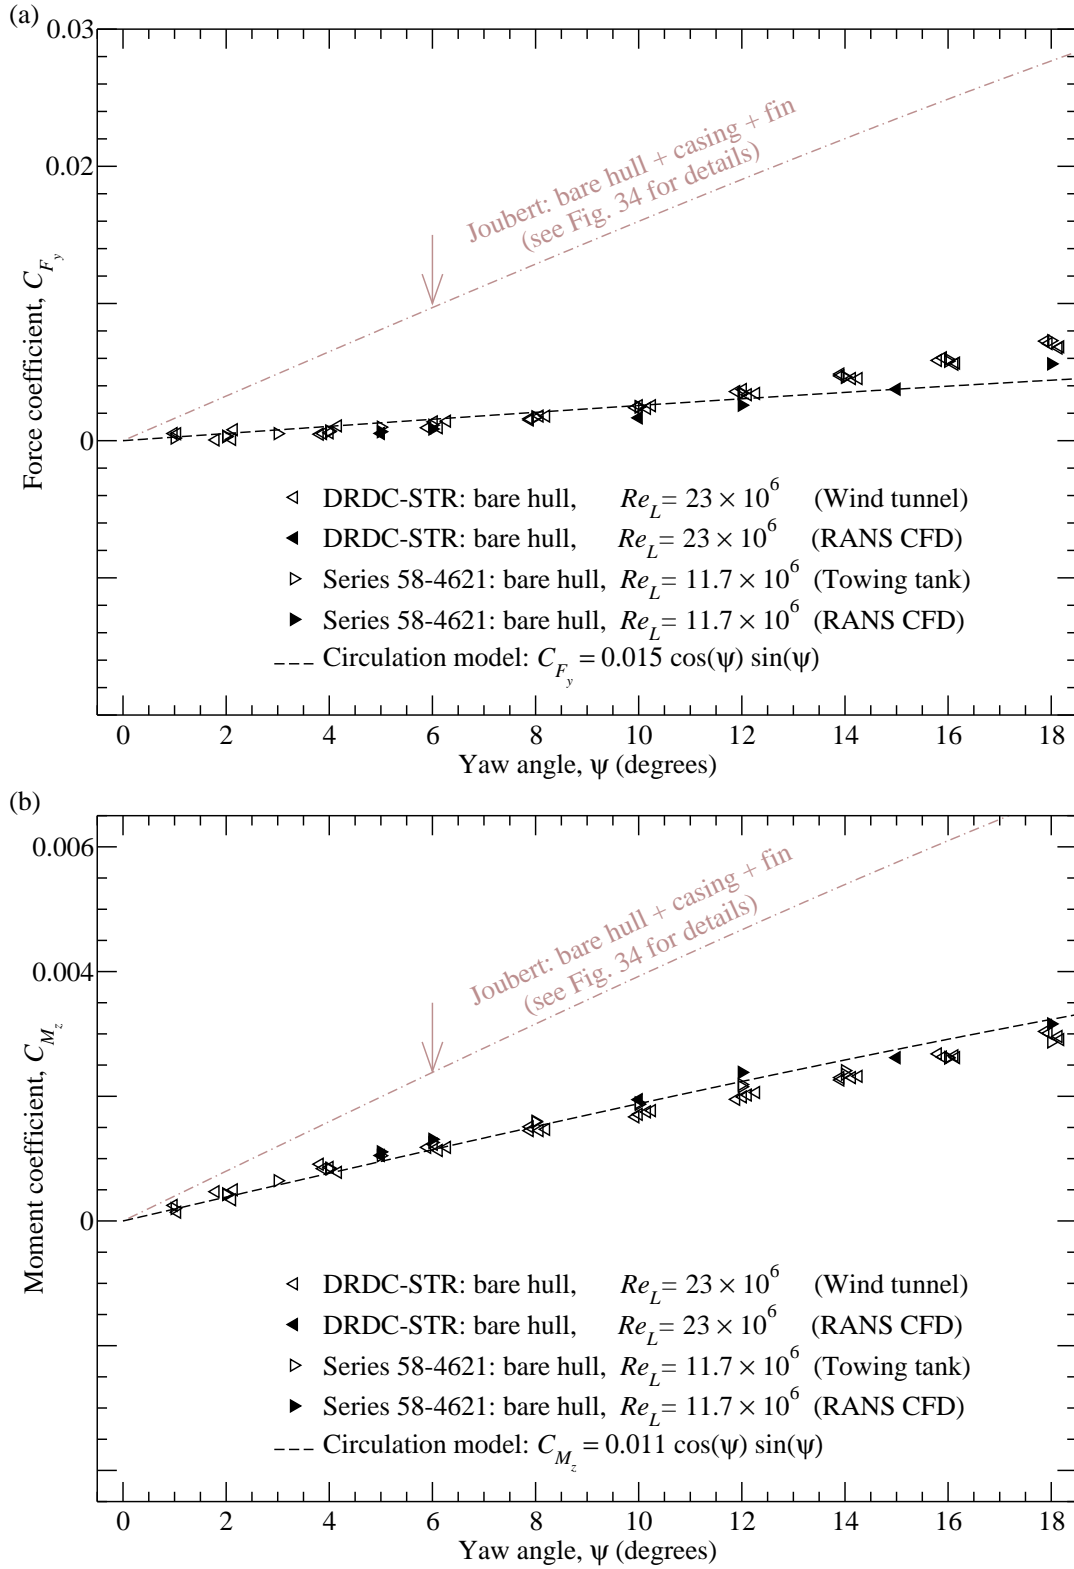 (a)
0.03
0.02
0
Force coefficient, C_{F_y}
Joubert: bare hull + casing + fin
(see Fig. 34 for details)
◁ DRDC-STR: bare hull, Re_L = 23 × 10^6 (Wind tunnel)
◀ DRDC-STR: bare hull, Re_L = 23 × 10^6 (RANS CFD)
▷ Series 58-4621: bare hull, Re_L = 11.7 × 10^6 (Towing tank)
▶ Series 58-4621: bare hull, Re_L = 11.7 × 10^6 (RANS CFD)
Circulation model: C_{F_y} = 0.015 cos(ψ) sin(ψ)
0 2 4 6 8 10 12 14 16 18
Yaw angle, ψ (degrees)
(b)
0.006
0.004
0
Moment coefficient, C_{M_z}
Joubert: bare hull + casing + fin
(see Fig. 34 for details)
◁ DRDC-STR: bare hull, Re_L = 23 × 10^6 (Wind tunnel)
◀ DRDC-STR: bare hull, Re_L = 23 × 10^6 (RANS CFD)
▷ Series 58-4621: bare hull, Re_L = 11.7 × 10^6 (Towing tank)
▶ Series 58-4621: bare hull, Re_L = 11.7 × 10^6 (RANS CFD)
Circulation model: C_{M_z} = 0.011 cos(ψ) sin(ψ)
0 2 4 6 8 10 12 14 16 18
Yaw angle, ψ (degrees)